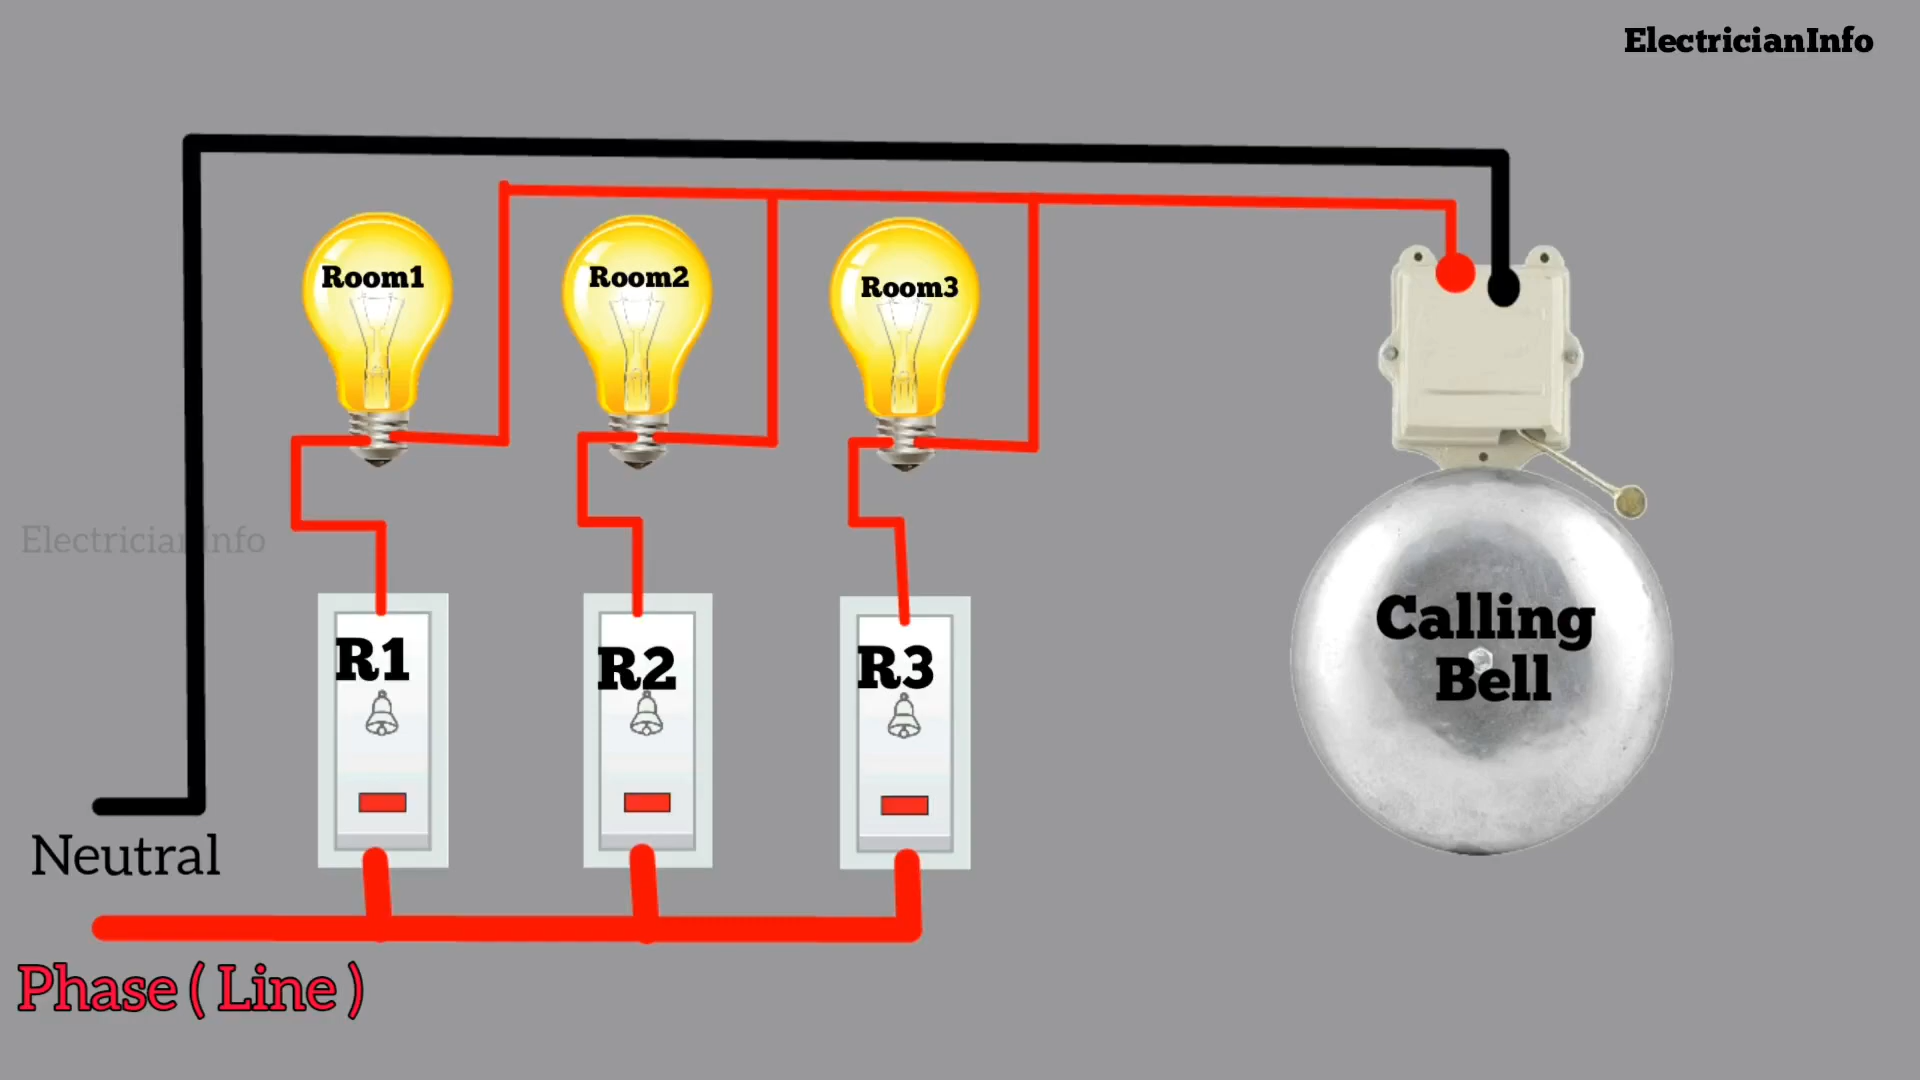 ElectricianInfo
Room1
Room2
Room3
ElectricianInfo
Calling
Bell
R1
R2
R3
Neutral
Phase ( Line )